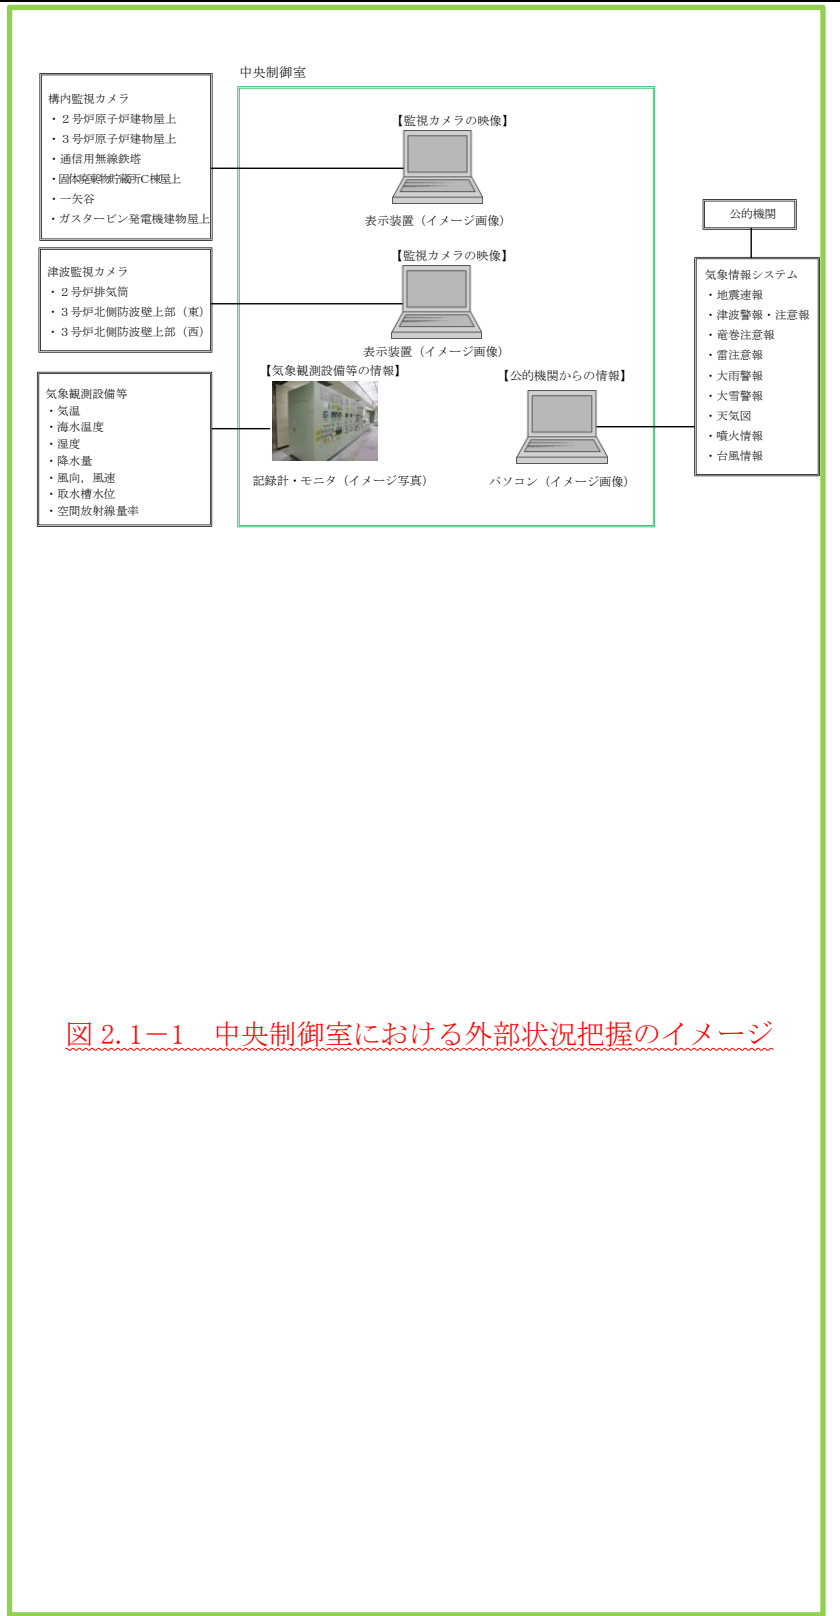 中央制御室
構内監視カメラ
・２号炉原子炉建物屋上
・３号炉原子炉建物屋上
・通信用無線鉄塔
・固体廃棄物貯蔵所C棟屋上
・一矢谷
・ガスタービン発電機建物屋上
【監視カメラの映像】
表示装置（イメージ画像）
津波監視カメラ
・２号炉排気筒
・３号炉北側防波壁上部（東）
・３号炉北側防波壁上部（西）
【監視カメラの映像】
表示装置（イメージ画像）
気象観測設備等
・気温
・海水温度
・湿度
・降水量
・風向，風速
・取水槽水位
・空間放射線量率
【気象観測設備等の情報】
記録計・モニタ（イメージ写真）
【公的機関からの情報】
パソコン（イメージ画像）
公的機関
気象情報システム
・地震速報
・津波警報・注意報
・竜巻注意報
・雷注意報
・大雨警報
・大雪警報
・天気図
・噴火情報
・台風情報
図 2.1－1　中央制御室における外部状況把握のイメージ